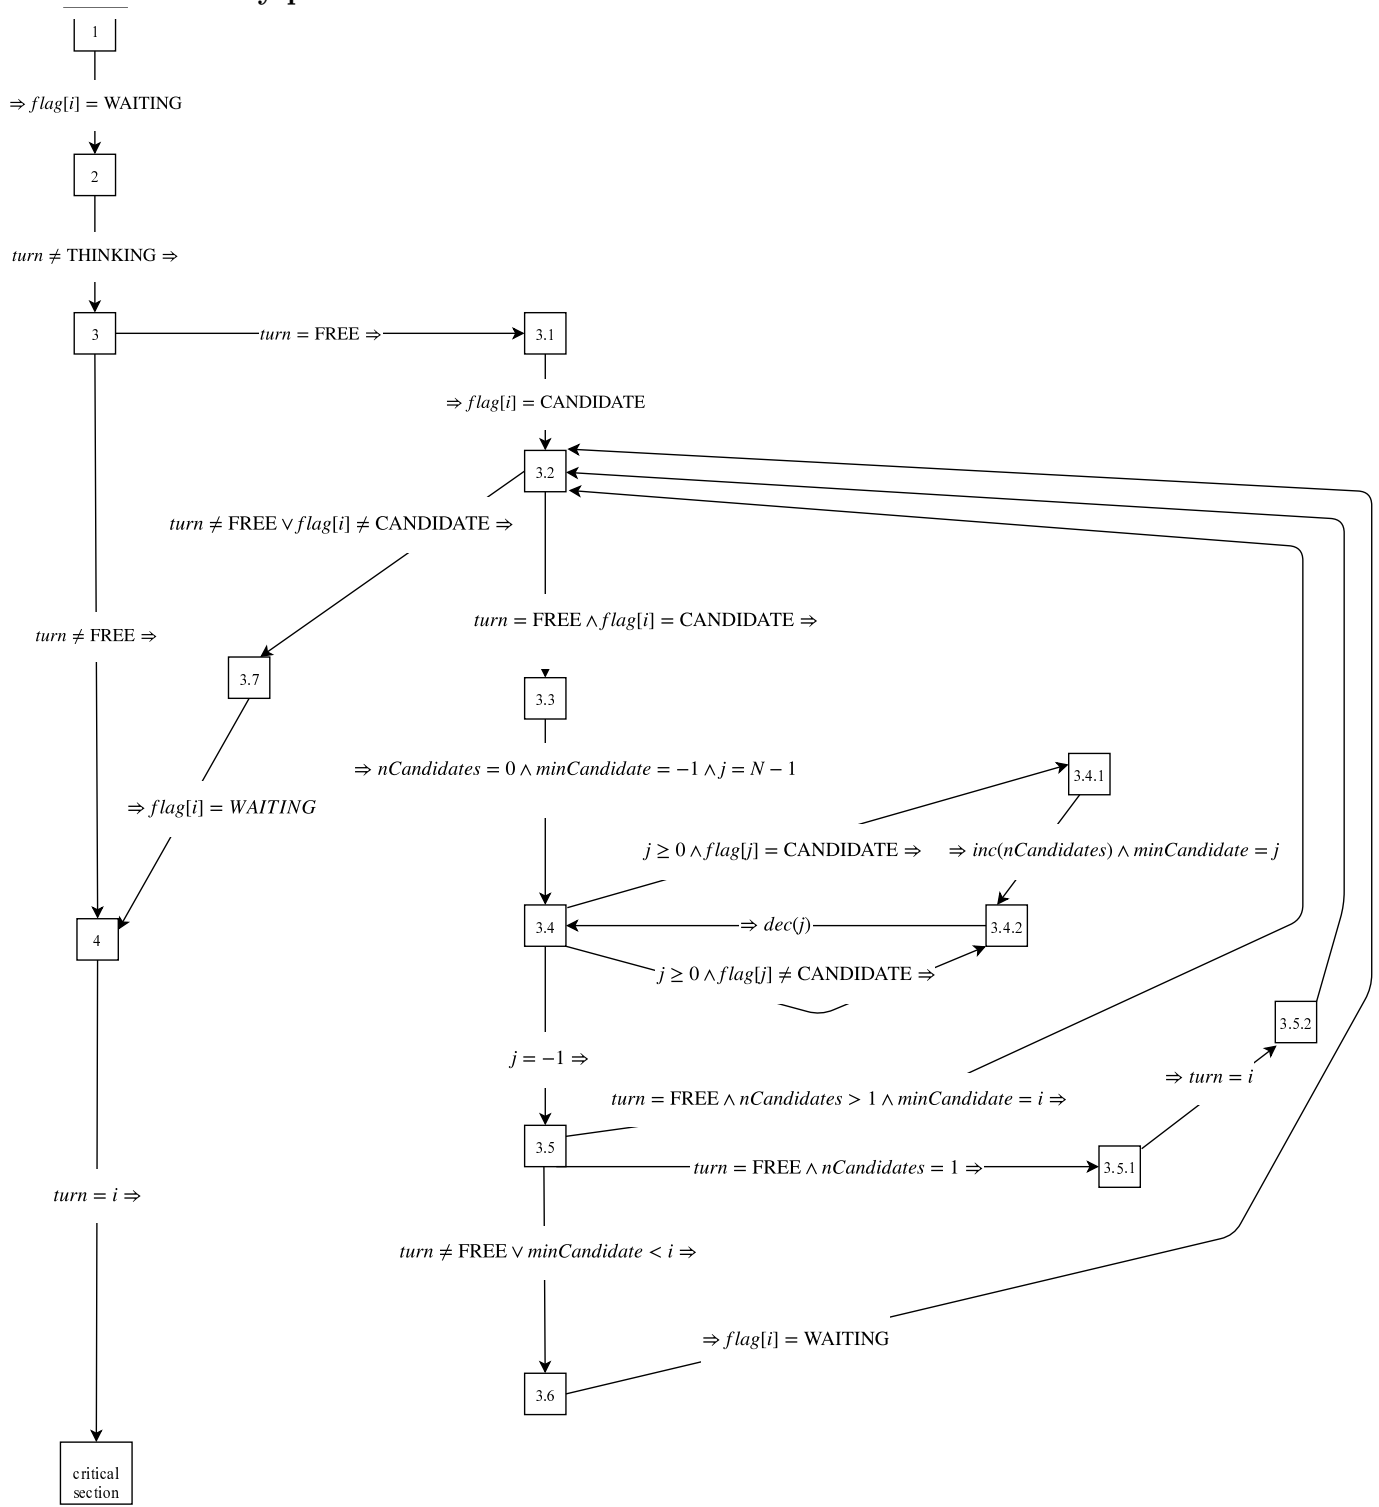 1
⇒ flag[i] = WAITING
2
turn ≠ THINKING ⇒
3
turn = FREE ⇒
3.1
⇒ flag[i] = CANDIDATE
3.2
turn ≠ FREE ∨ flag[i] ≠ CANDIDATE ⇒
turn = FREE ∧ flag[i] = CANDIDATE ⇒
turn ≠ FREE ⇒
3.7
3.3
⇒ nCandidates = 0 ∧ minCandidate = −1 ∧ j = N − 1
3.4.1
⇒ flag[i] = WAITING
j ≥ 0 ∧ flag[j] = CANDIDATE ⇒
⇒ inc(nCandidates) ∧ minCandidate = j
4
3.4
⇒ dec(j)
3.4.2
j ≥ 0 ∧ flag[j] ≠ CANDIDATE ⇒
3.5.2
j = −1 ⇒
⇒ turn = i
turn = FREE ∧ nCandidates > 1 ∧ minCandidate = i ⇒
3.5
turn = FREE ∧ nCandidates = 1 ⇒
3.5.1
turn = i ⇒
turn ≠ FREE ∨ minCandidate < i ⇒
⇒ flag[i] = WAITING
3.6
critical
section